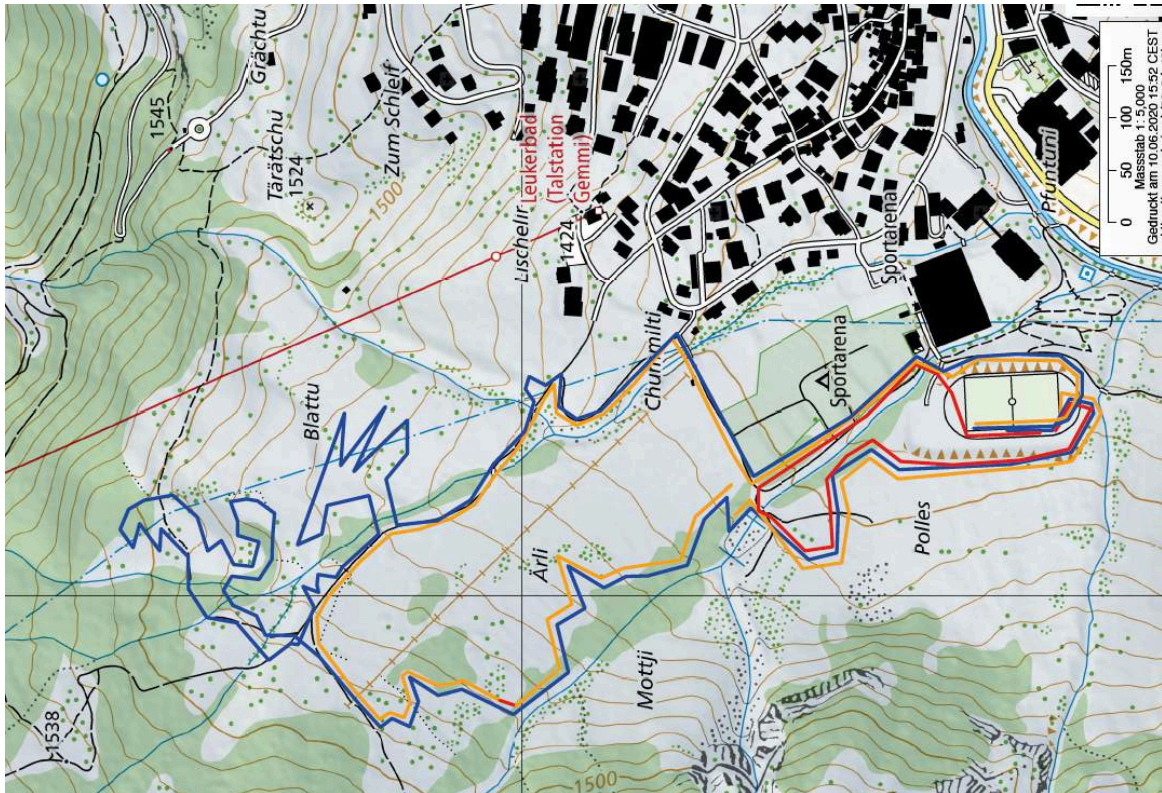 Grächtu
1545
Tärätschu
1524
Zum Schleif
1500
Lischelir
Leukerbad
(Talstation
Gemmi)
1424
Blattu
Chummilti
Sportarena
Sportarena
Pfuntuni
Ärli
Polles
Mottji
1538
1500
0 50 100 150m
Massstab 1: 5,000
Gedruckt am 10.06.2020 15:52 CEST